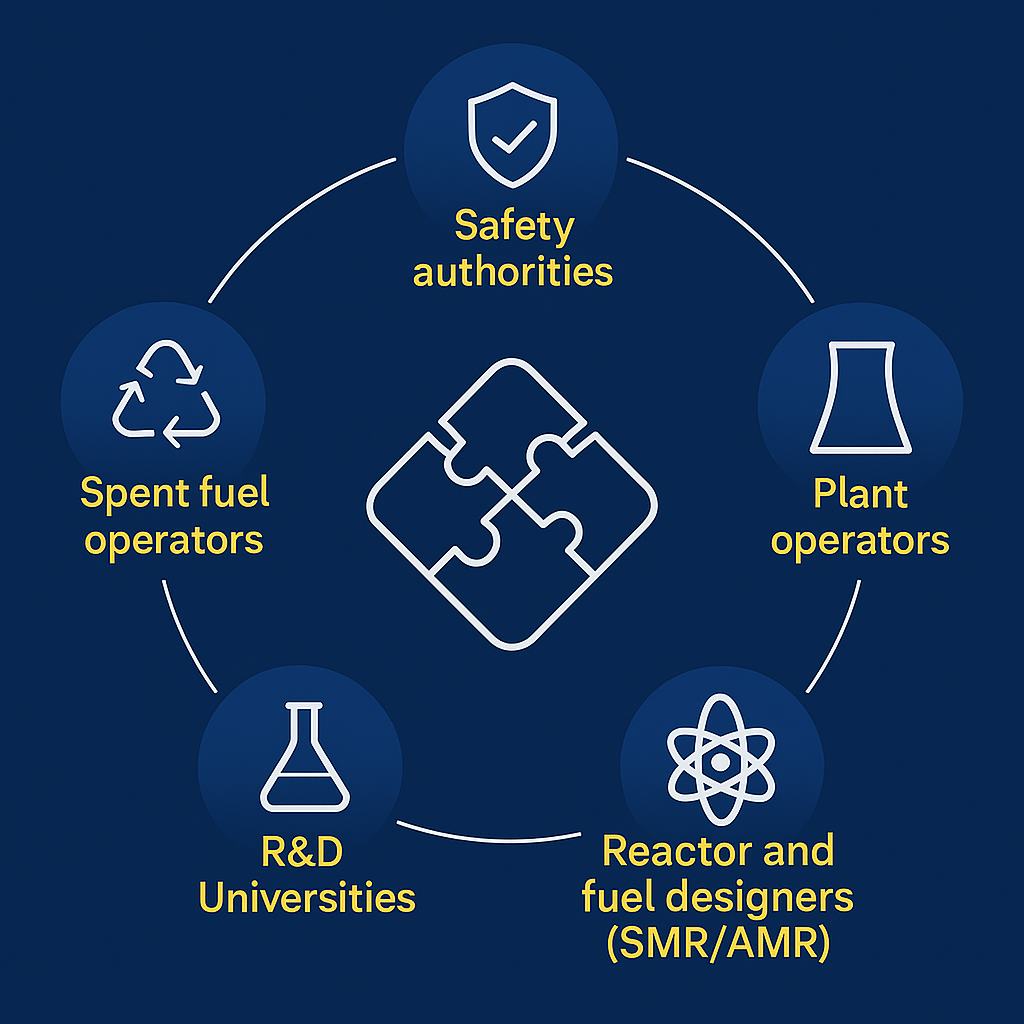 Safety
authorities
Spent fuel
operators
Plant
operators
R&D
Universities
Reactor and
fuel designers
(SMR/AMR)